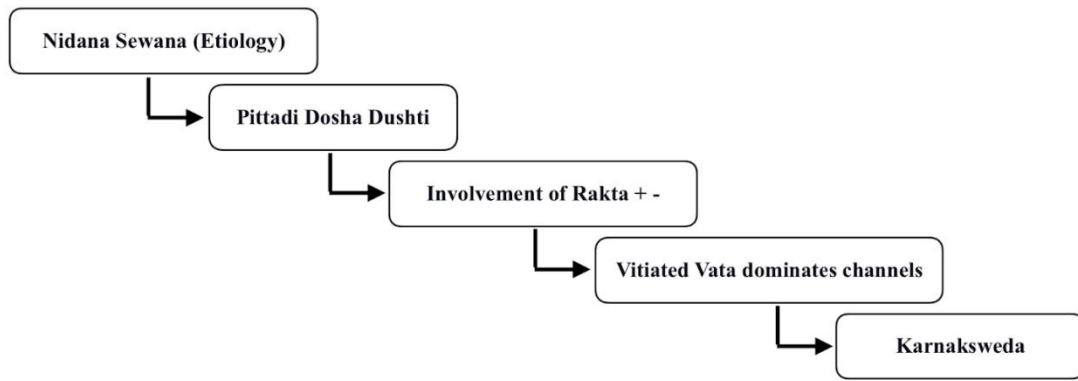 Nidana Sewana (Etiology)
Pittadi Dosha Dushti
Involvement of Rakta + -
Vitiated Vata dominates channels
Karnaksweda